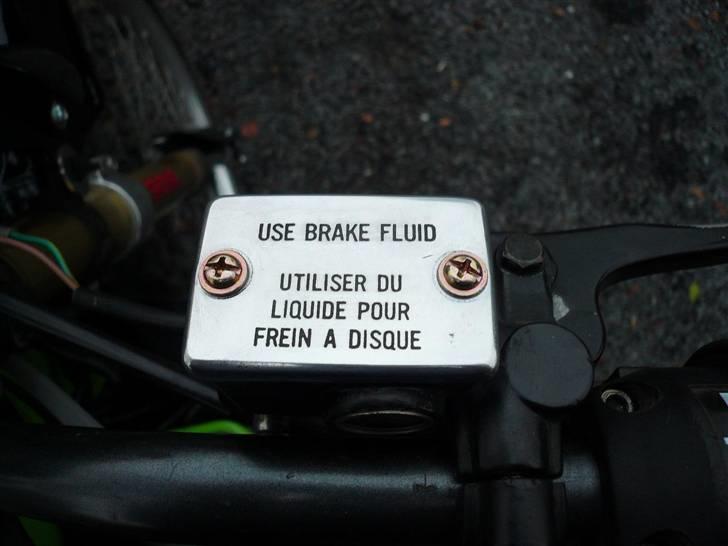 USE BRAKE FLUID
UTILISER DU
LIQUIDE POUR
FREIN A DISQUE